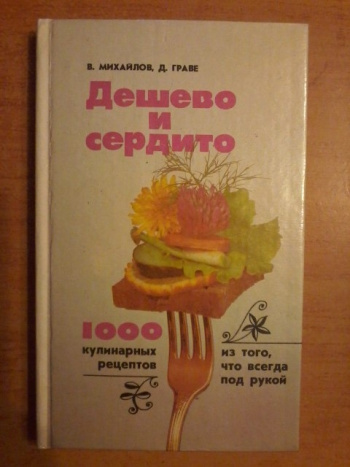 В. МИХАЙЛОВ, Д. ГРАВЕ
Дешево
и
сердито
1000
кулинарных
рецептов
из того,
что всегда
под рукой